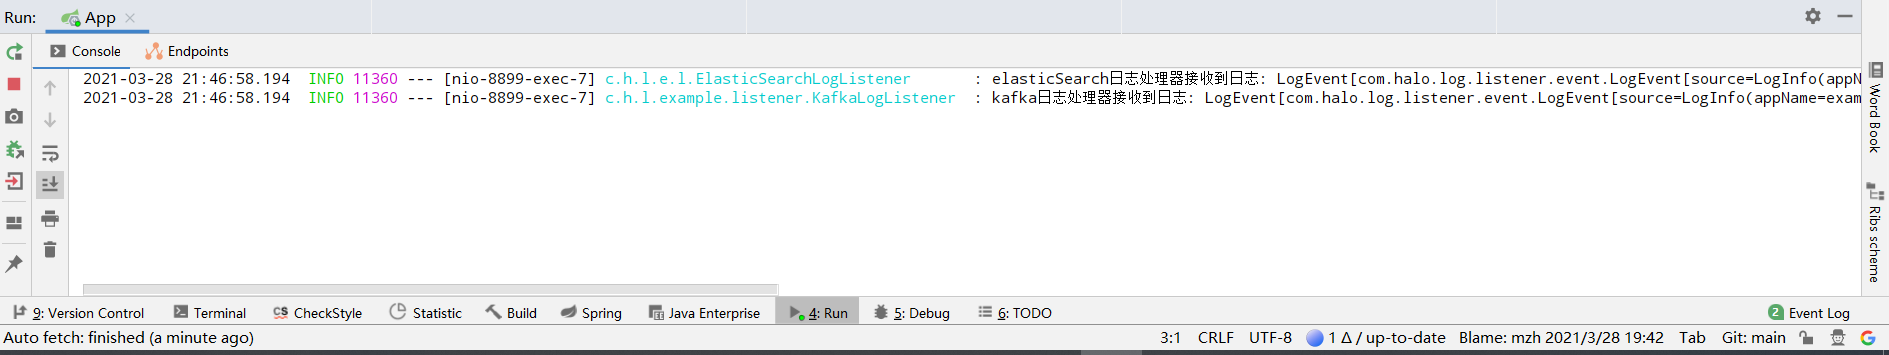 Run: App
Console Endpoints
2021-03-28 21:46:58.194  INFO 11360 --- [nio-8899-exec-7] c.h.l.e.l.ElasticSearchLogListener       : elasticSearch日志处理器接收到日志: LogEvent[com.halo.log.listener.event.LogEvent[source=LogInfo(appN
2021-03-28 21:46:58.194  INFO 11360 --- [nio-8899-exec-7] c.h.l.example.listener.KafkaLogListener  : kafka日志处理器接收到日志: LogEvent[com.halo.log.listener.event.LogEvent[source=LogInfo(appName=exam
Word Book
Ribs scheme
9: Version Control Terminal CS CheckStyle Statistic Build Spring Java Enterprise 4: Run 5: Debug 6: TODO 2 Event Log
Auto fetch: finished (a minute ago) 3:1 CRLF UTF-8 1 Δ / up-to-date Blame: mzh 2021/3/28 19:42 Tab Git: main